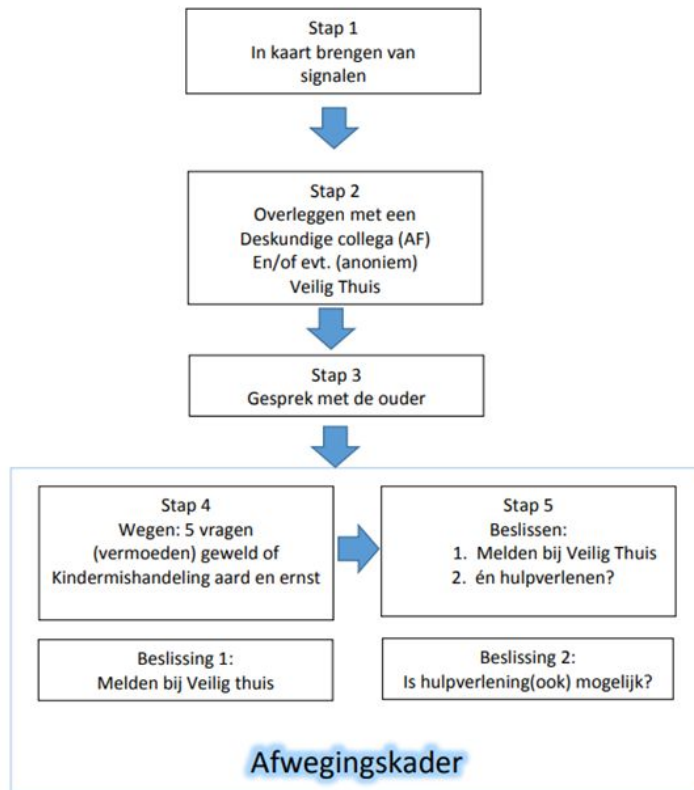 Stap 1
In kaart brengen van
signalen
Stap 2
Overleggen met een
Deskundige collega (AF)
En/of evt. (anoniem)
Veilig Thuis
Stap 3
Gesprek met de ouder
Stap 4
Wegen: 5 vragen
(vermoeden) geweld of
Kindermishandeling aard en ernst
Stap 5
Beslissen:
1. Melden bij Veilig Thuis
2. én hulpverlenen?
Beslissing 1:
Melden bij Veilig thuis
Beslissing 2:
Is hulpverlening(ook) mogelijk?
Afwegingskader